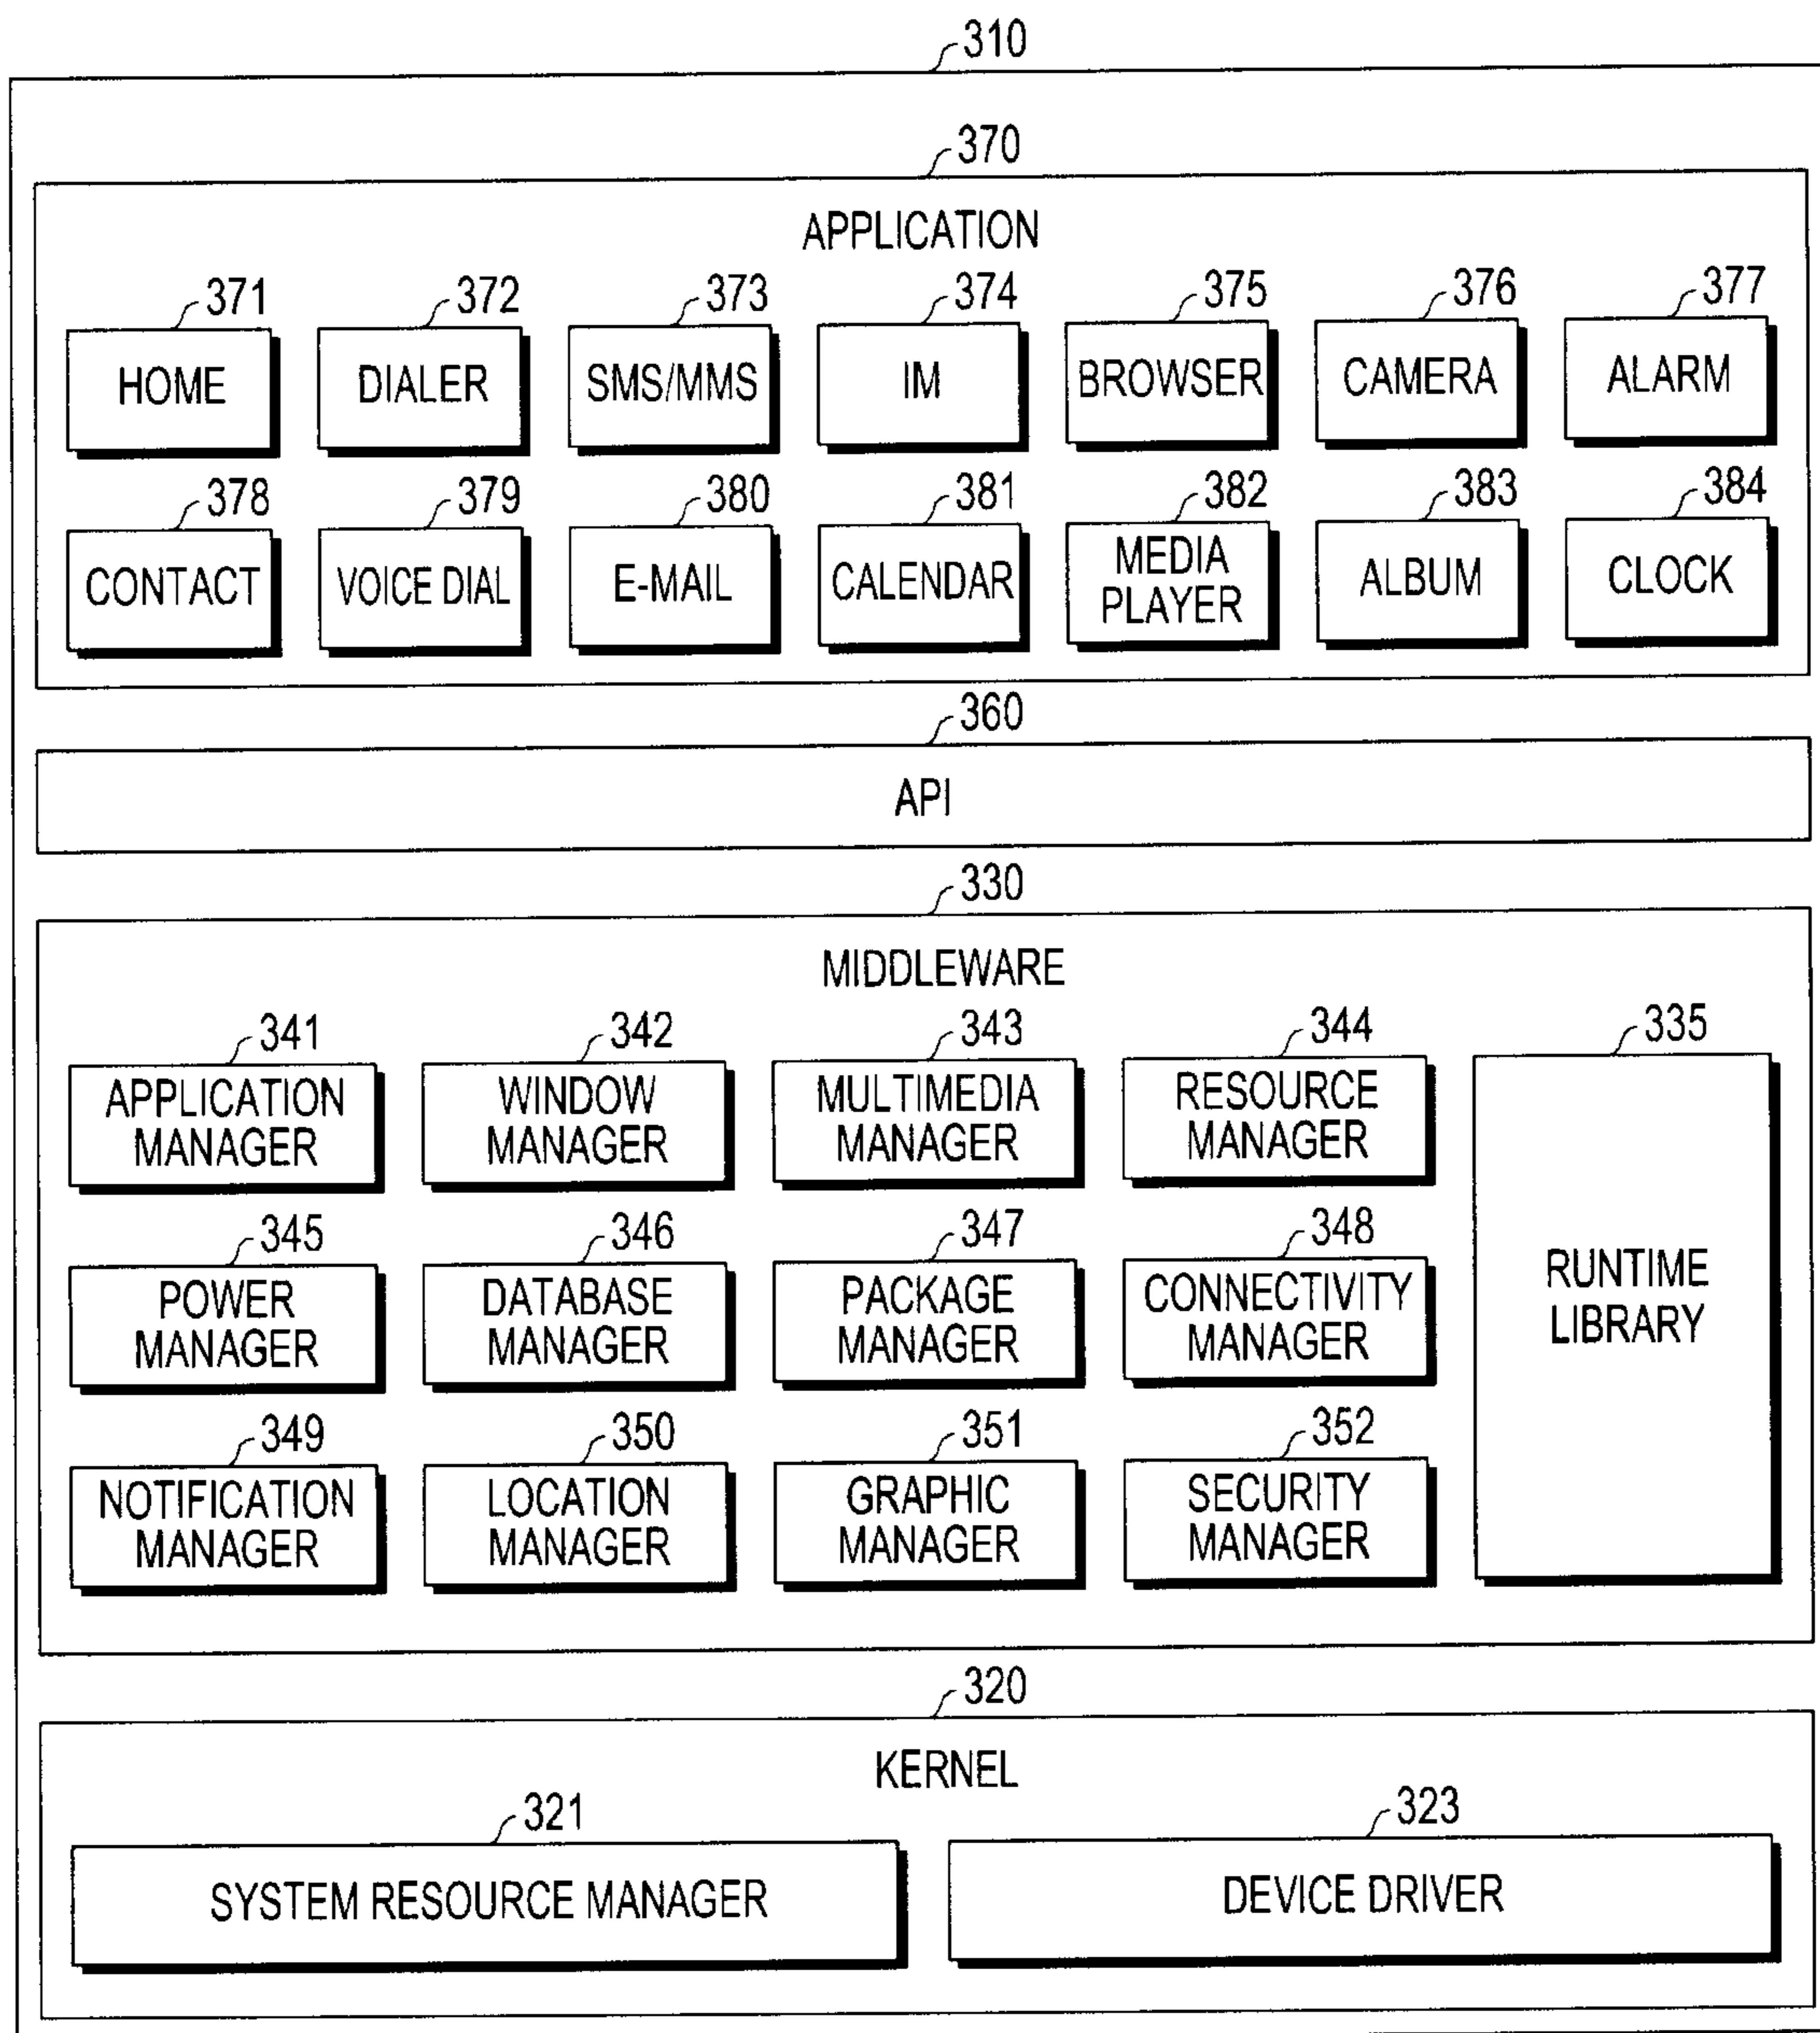 310
370
APPLICATION
371 372 373 374 375 376 377
HOME DIALER SMS/MMS IM BROWSER CAMERA ALARM
378 379 380 381 382 383 384
CONTACT VOICE DIAL E-MAIL CALENDAR MEDIA PLAYER ALBUM CLOCK
360
API
330
MIDDLEWARE
341 342 343 344 335
APPLICATION MANAGER WINDOW MANAGER MULTIMEDIA MANAGER RESOURCE MANAGER
345 346 347 348
POWER MANAGER DATABASE MANAGER PACKAGE MANAGER CONNECTIVITY MANAGER RUNTIME LIBRARY
349 350 351 352
NOTIFICATION MANAGER LOCATION MANAGER GRAPHIC MANAGER SECURITY MANAGER
320
KERNEL
321 323
SYSTEM RESOURCE MANAGER DEVICE DRIVER